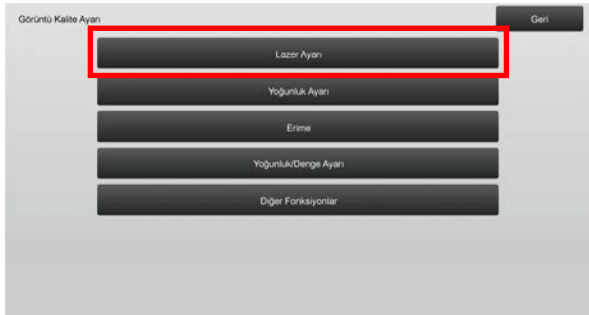 Görüntü Kalite Ayarı
Geri
Lazer Ayarı
Yoğunluk Ayarı
Erime
Yoğunluk/Denge Ayarı
Diğer Fonksiyonlar